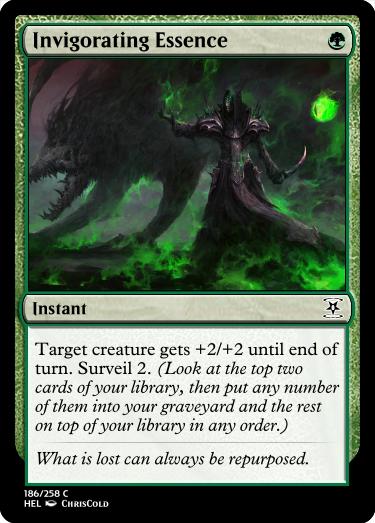 Invigorating Essence
Instant
Target creature gets +2/+2 until end of
turn. Surveil 2. (Look at the top two
cards of your library, then put any number
of them into your graveyard and the rest
on top of your library in any order.)
What is lost can always be repurposed.
186/258 C
HEL ChrisCold